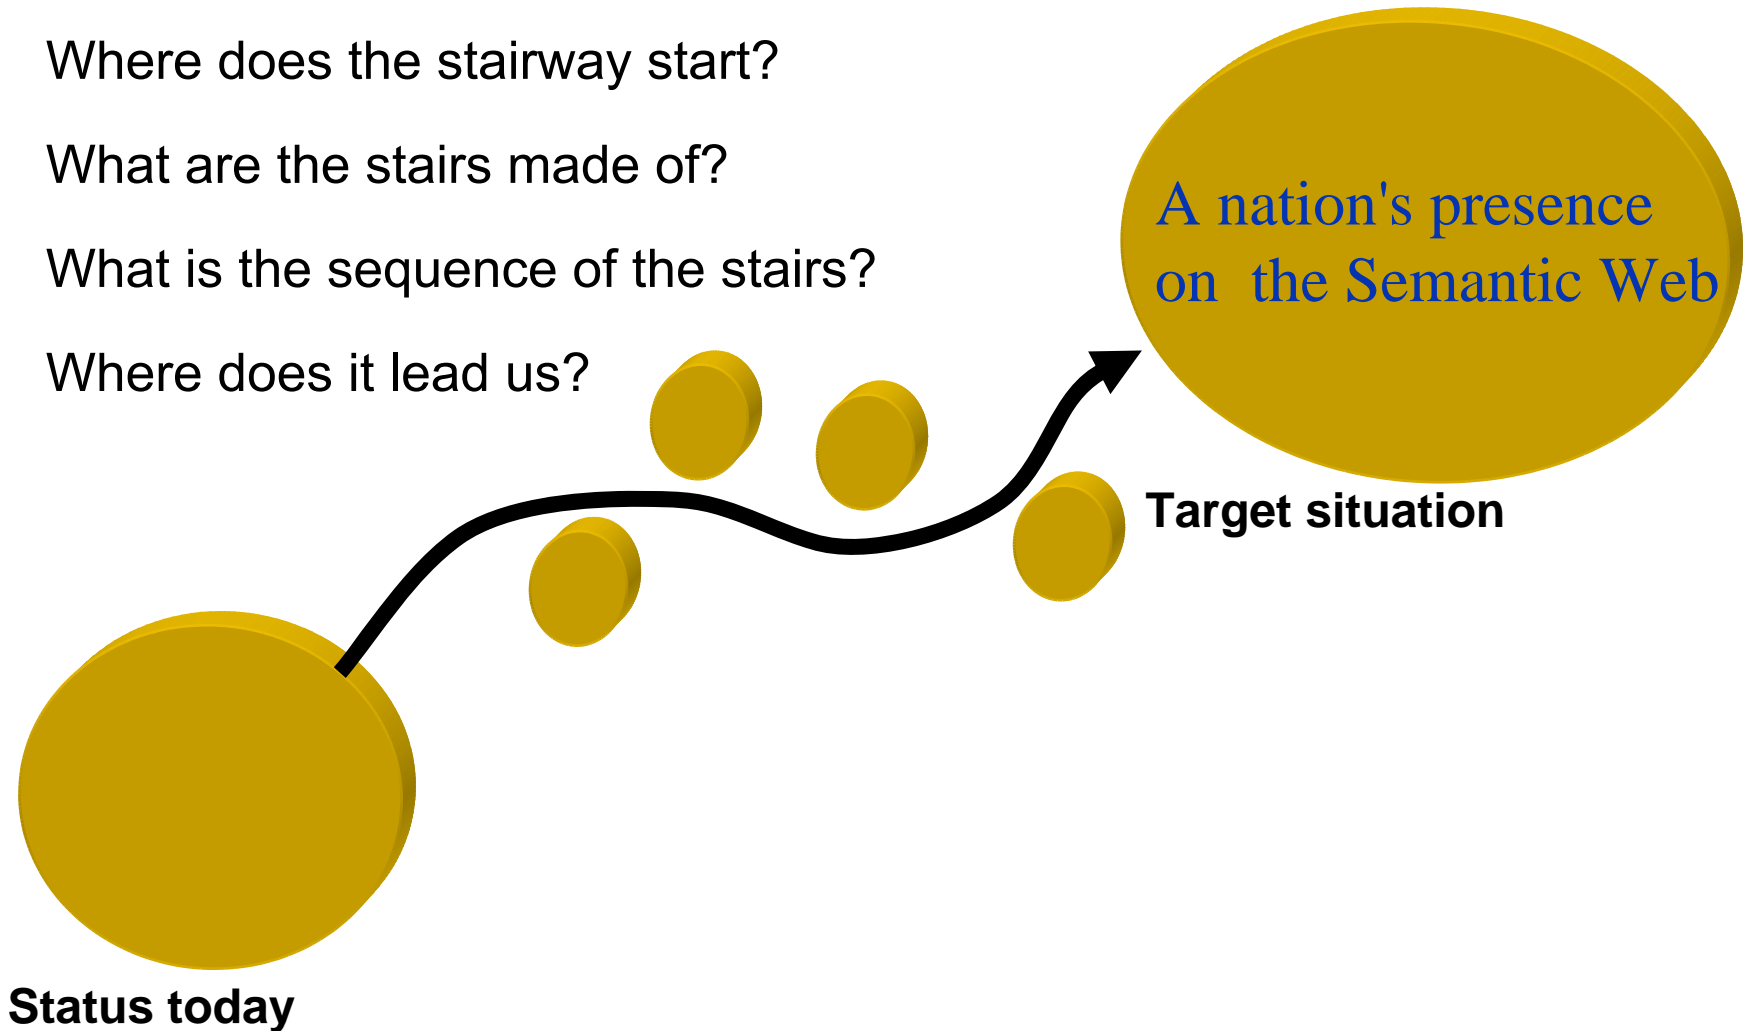 Where does the stairway start?
What are the stairs made of?
What is the sequence of the stairs?
Where does it lead us?
A nation's presence
on  the Semantic Web
Target situation
Status today